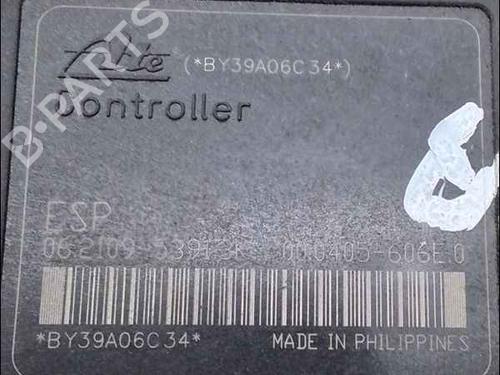 Ate (*BY39A06C34*)
Controller
ESP
*BY39A06C34* MADE IN PHILIPPINES
B-PARTS